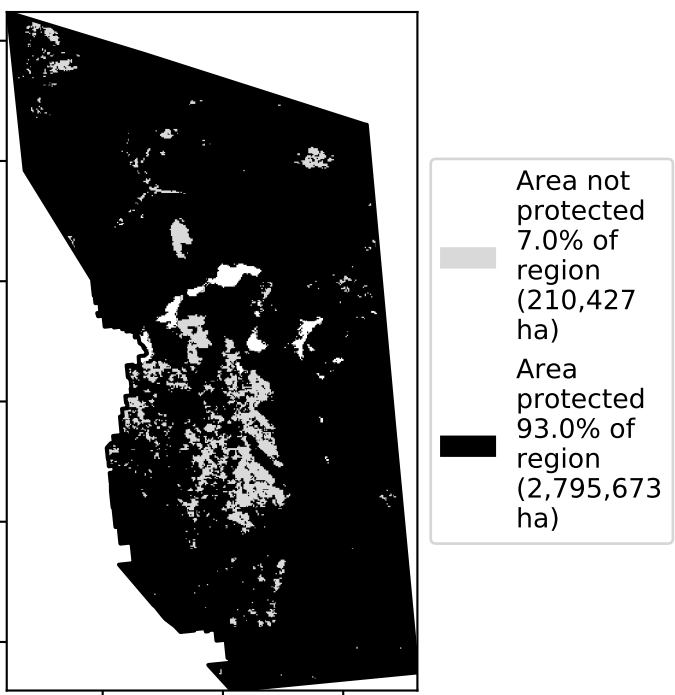 Area not
protected
7.0% of
region
(210,427
ha)
Area
protected
93.0% of
region
(2,795,673
ha)